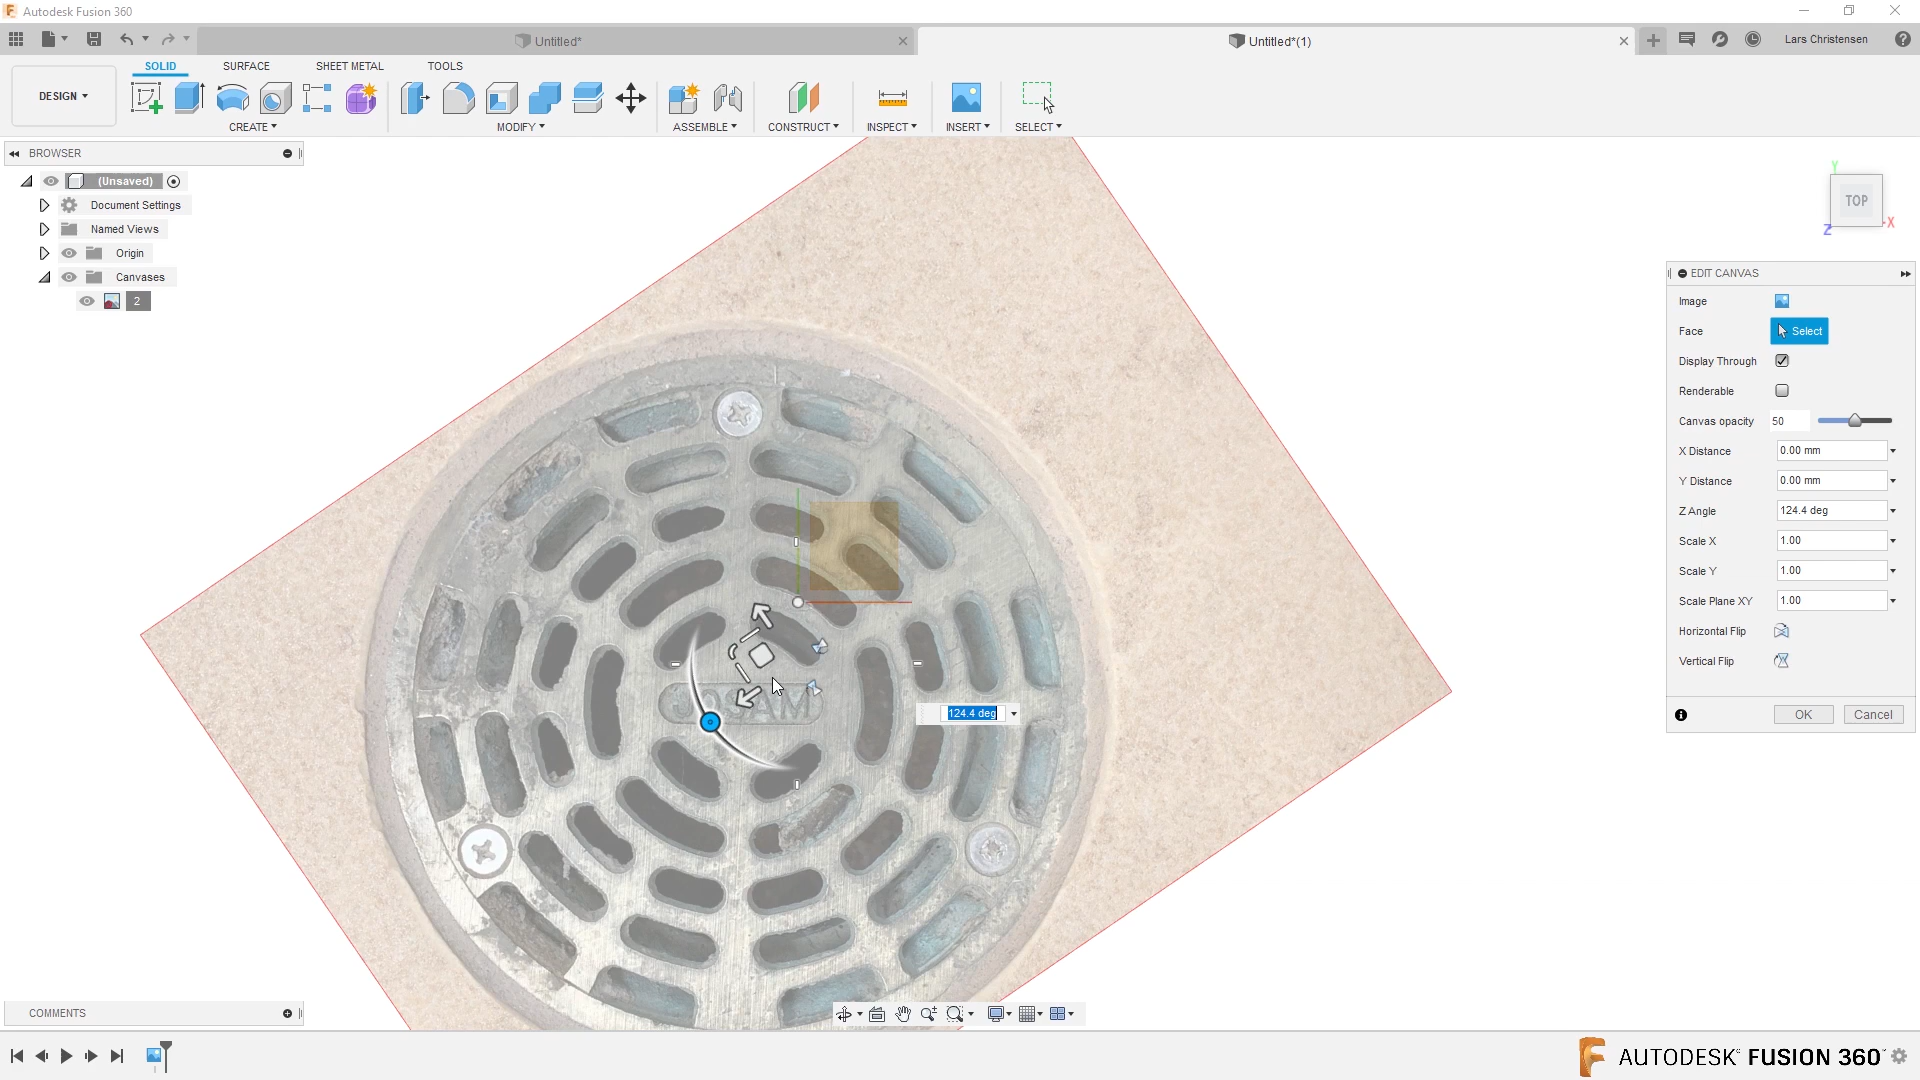 Autodesk Fusion 360
Untitled*
Untitled*(1)
Lars Christensen
SOLID
SURFACE
SHEET METAL
TOOLS
DESIGN
CREATE
MODIFY
ASSEMBLE
CONSTRUCT
INSPECT
INSERT
SELECT
BROWSER
(Unsaved)
Document Settings
Named Views
Origin
Canvases
2
Y
TOP
X
Z
EDIT CANVAS
Image
Face Select
Display Through
Renderable
Canvas opacity 50
X Distance 0.00 mm
Y Distance 0.00 mm
Z Angle 124.4 deg
Scale X 1.00
Scale Y 1.00
Scale Plane XY 1.00
Horizontal Flip
Vertical Flip
OK Cancel
JOSAM
124.4 deg
COMMENTS
AUTODESK FUSION 360